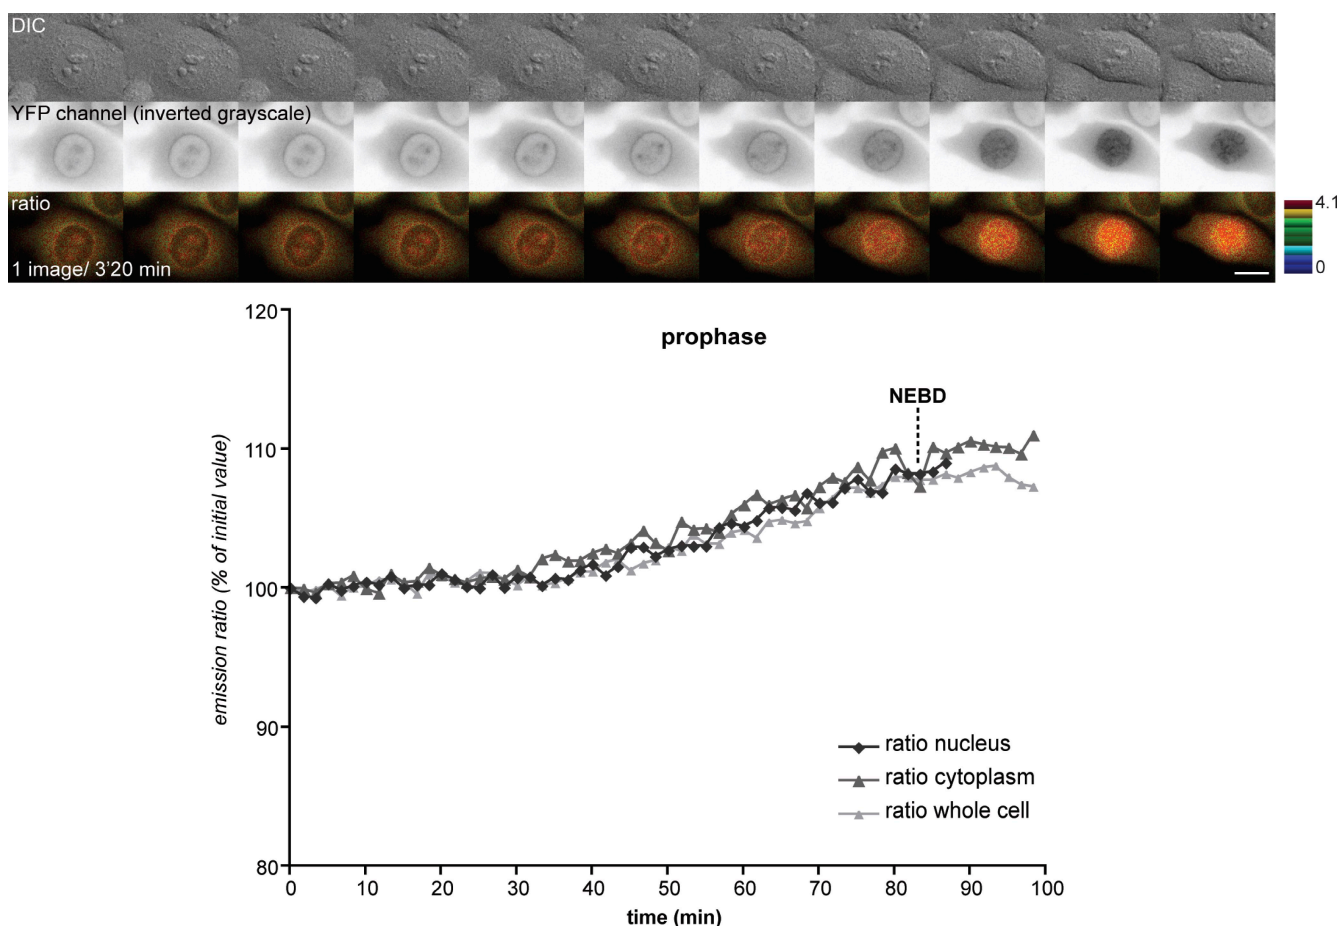 DIC
YFP channel (inverted grayscale)
ratio
4.1
1 image/ 3'20 min
0
120
prophase
NEBD
110
100
emission ratio (% of initial value)
90
ratio nucleus
ratio cytoplasm
ratio whole cell
80
0 10 20 30 40 50 60 70 80 90 100
time (min)